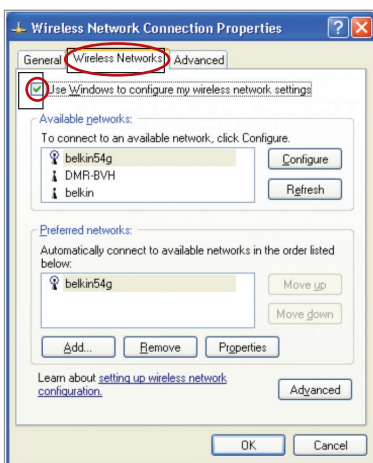 Wireless Network Connection Properties
General Wireless Networks Advanced
Use Windows to configure my wireless network settings
Available networks:
To connect to an available network, click Configure.
belkin54g
Configure
DMR-BVH
belkin
Refresh
Preferred networks:
Automatically connect to available networks in the order listed
below:
belkin54g
Move up
Move down
Add... Remove Properties
Learn about setting up wireless network
configuration.
Advanced
OK Cancel